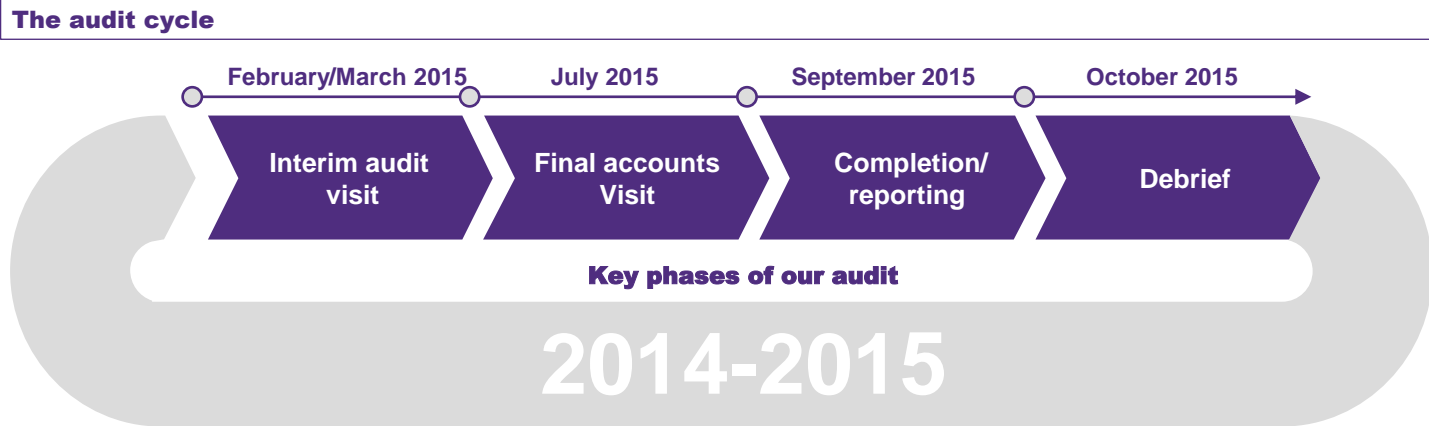 The audit cycle
February/March 2015
July 2015
September 2015
October 2015
Interim audit
visit
Final accounts
Visit
Completion/
reporting
Debrief
Key phases of our audit
2014-2015